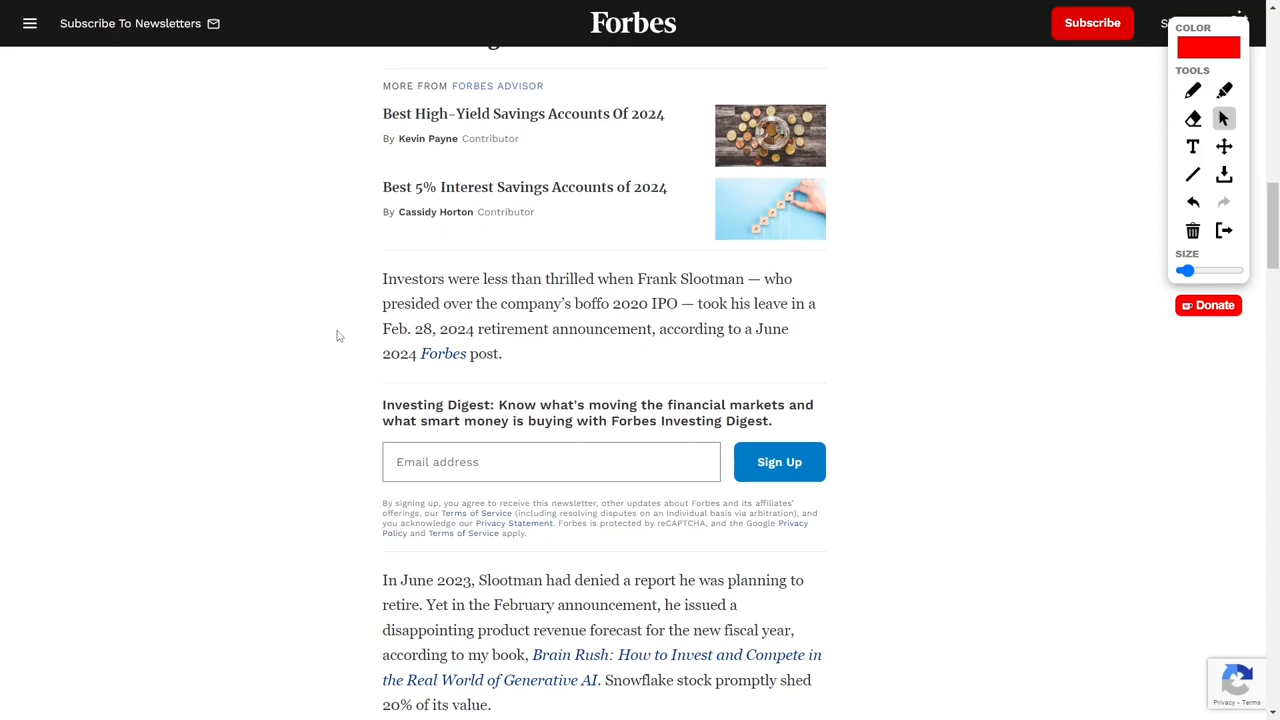 Subscribe To Newsletters
Forbes
Subscribe
COLOR
TOOLS
SIZE
Donate
MORE FROM FORBES ADVISOR
Best High-Yield Savings Accounts Of 2024
By Kevin Payne Contributor
Best 5% Interest Savings Accounts of 2024
By Cassidy Horton Contributor
Investors were less than thrilled when Frank Slootman — who
presided over the company's boffo 2020 IPO — took his leave in a
Feb. 28, 2024 retirement announcement, according to a June
2024 Forbes post.
Investing Digest: Know what's moving the financial markets and
what smart money is buying with Forbes Investing Digest.
Email address
Sign Up
By signing up, you agree to receive this newsletter, other updates about Forbes and its affiliates'
offerings, our Terms of Service (including resolving disputes on an individual basis via arbitration), and
you acknowledge our Privacy Statement. Forbes is protected by reCAPTCHA, and the Google Privacy
Policy and Terms of Service apply.
In June 2023, Slootman had denied a report he was planning to
retire. Yet in the February announcement, he issued a
disappointing product revenue forecast for the new fiscal year,
according to my book, Brain Rush: How to Invest and Compete in
the Real World of Generative AI. Snowflake stock promptly shed
20% of its value.
Privacy • Terms